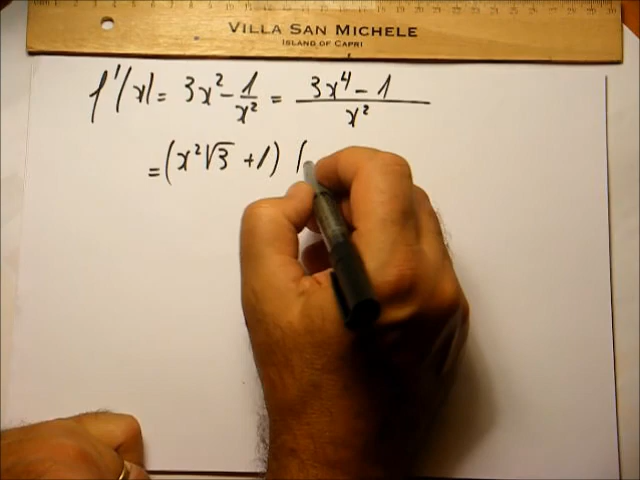 VILLA SAN MICHELE
ISLAND OF CAPRI
f'(x) = 3x² - 1/x² = (3x⁴ - 1)/x²
= (x²√3 + 1) (